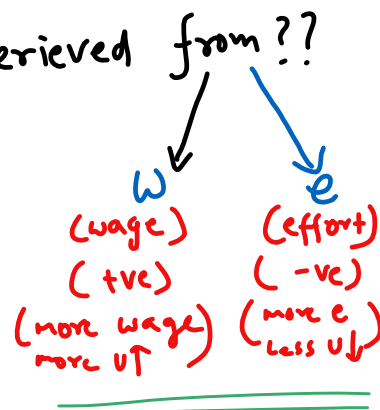 erieved from ??
w e
(wage) (effort)
(+ve) (-ve)
(more wage (more e
more U↑) Less U↓)